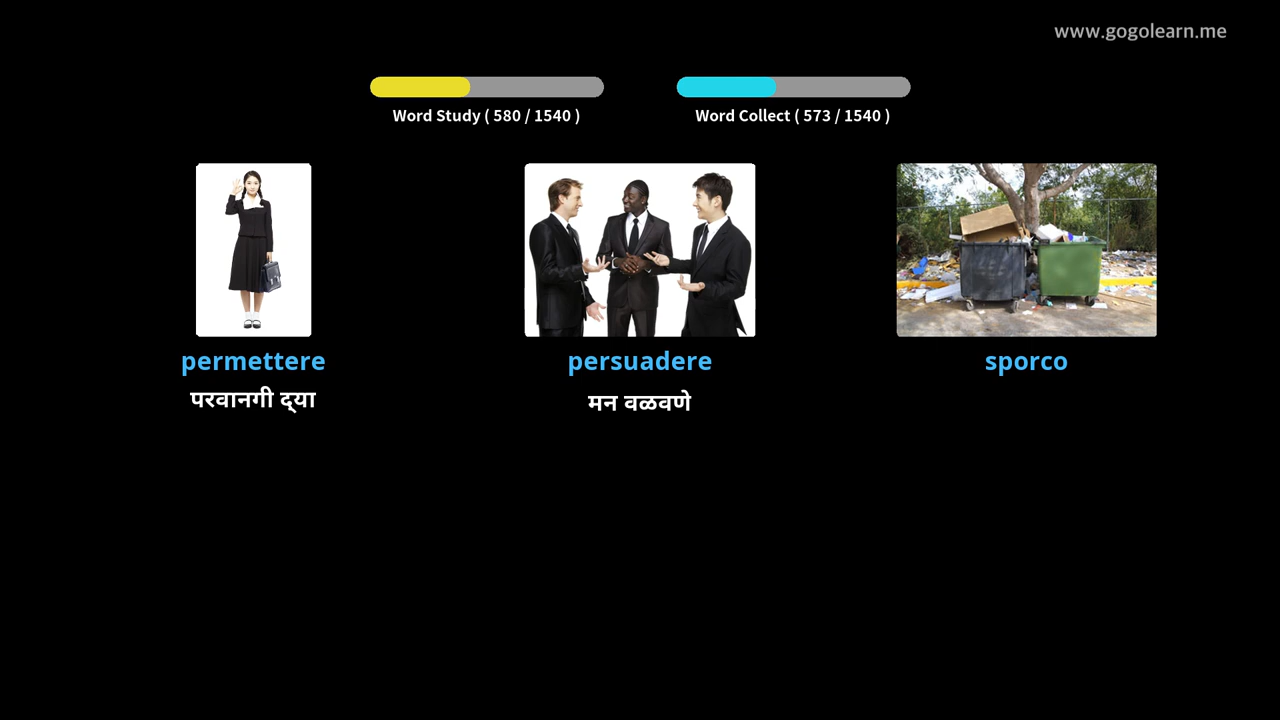 www.gogolearn.me
Word Study ( 580 / 1540 )
Word Collect ( 573 / 1540 )
permettere
persuadere
sporco
परवानगी द्या
मन वळवणे